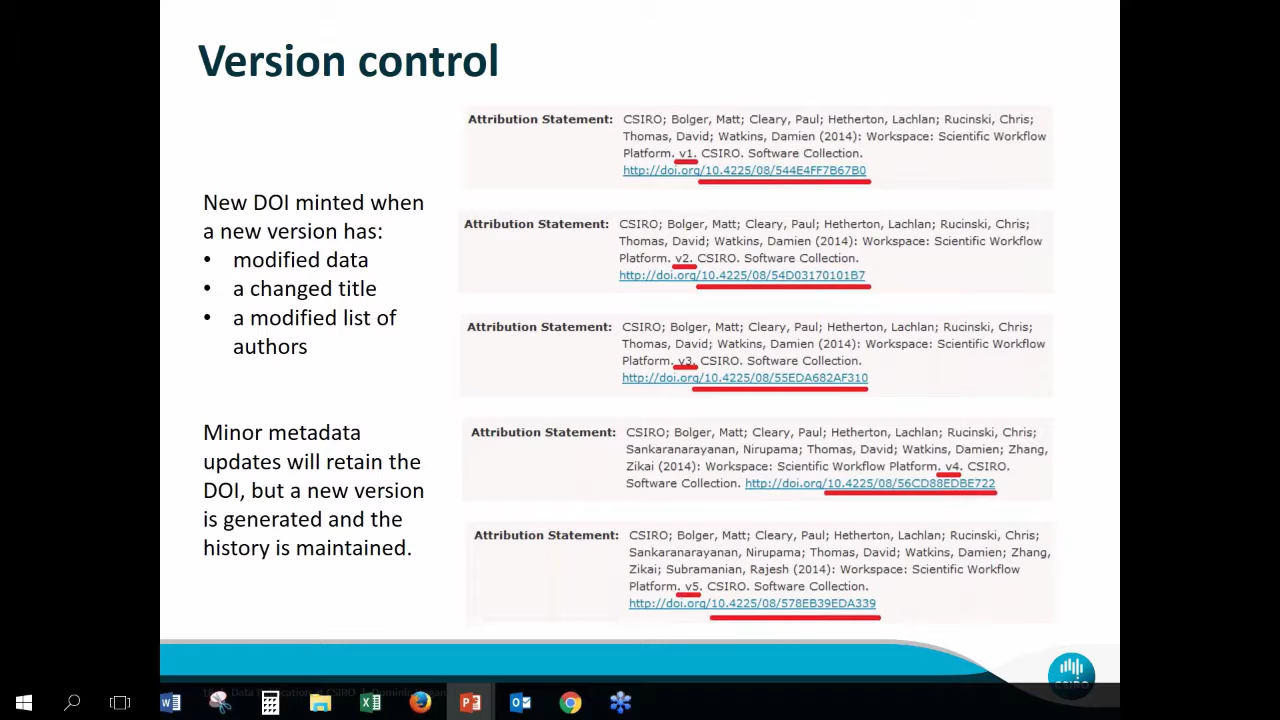 Version control
New DOI minted when
a new version has:
• modified data
• a changed title
• a modified list of
authors
Minor metadata
updates will retain the
DOI, but a new version
is generated and the
history is maintained.
Attribution Statement: CSIRO; Bolger, Matt; Cleary, Paul; Hetherton, Lachlan; Rucinski, Chris;
Thomas, David; Watkins, Damien (2014): Workspace: Scientific Workflow
Platform. v1. CSIRO. Software Collection.
http://doi.org/10.4225/08/544E4FF7B67B0
Attribution Statement: CSIRO; Bolger, Matt; Cleary, Paul; Hetherton, Lachlan; Rucinski, Chris;
Thomas, David; Watkins, Damien (2014): Workspace: Scientific Workflow
Platform. v2. CSIRO. Software Collection.
http://doi.org/10.4225/08/54D03170101B7
Attribution Statement: CSIRO; Bolger, Matt; Cleary, Paul; Hetherton, Lachlan; Rucinski, Chris;
Thomas, David; Watkins, Damien (2014): Workspace: Scientific Workflow
Platform. v3. CSIRO. Software Collection.
http://doi.org/10.4225/08/55EDA682AF310
Attribution Statement: CSIRO; Bolger, Matt; Cleary, Paul; Hetherton, Lachlan; Rucinski, Chris;
Sankaranarayanan, Nirupama; Thomas, David; Watkins, Damien; Zhang,
Zikai (2014): Workspace: Scientific Workflow Platform. v4. CSIRO.
Software Collection. http://doi.org/10.4225/08/56CD88EDBE722
Attribution Statement: CSIRO; Bolger, Matt; Cleary, Paul; Hetherton, Lachlan; Rucinski, Chris;
Sankaranarayanan, Nirupama; Thomas, David; Watkins, Damien; Zhang,
Zikai; Subramanian, Rajesh (2014): Workspace: Scientific Workflow
Platform. v5. CSIRO. Software Collection.
http://doi.org/10.4225/08/578EB39EDA339
CSIRO